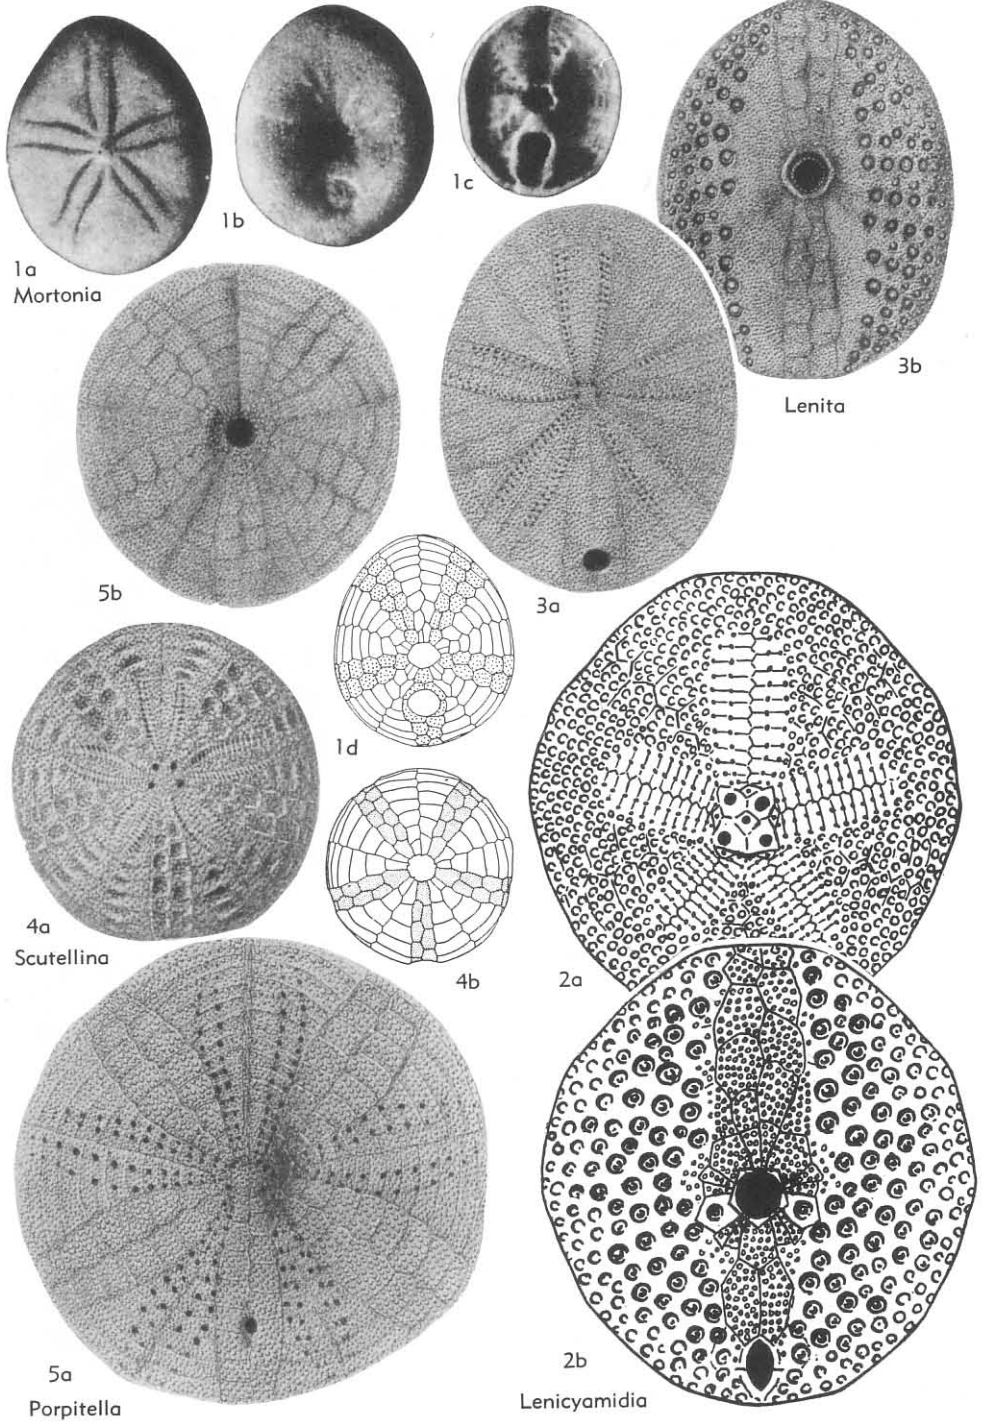 1a
Mortonia
1b
1c
3b
Lenita
5b
3a
1d
4a
Scutellina
4b
2a
5a
Porpitella
2b
Lenicyamidia